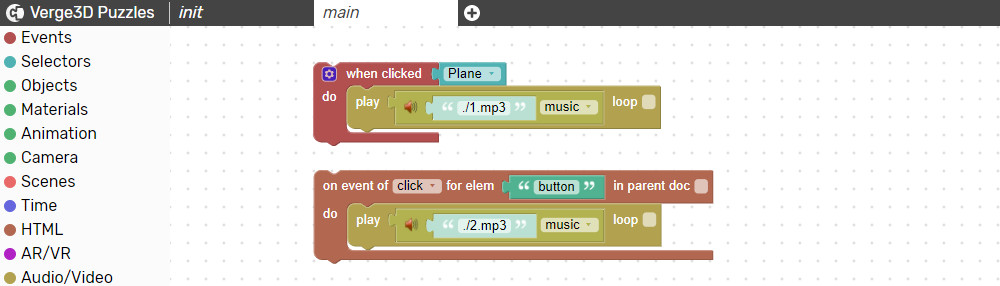 Verge3D Puzzles init main
Events
Selectors
Objects
Materials
Animation
Camera
Scenes
Time
HTML
AR/VR
Audio/Video
when clicked Plane
do play “ ./1.mp3 ” music loop
on event of click for elem “ button ” in parent doc
do play “ ./2.mp3 ” music loop